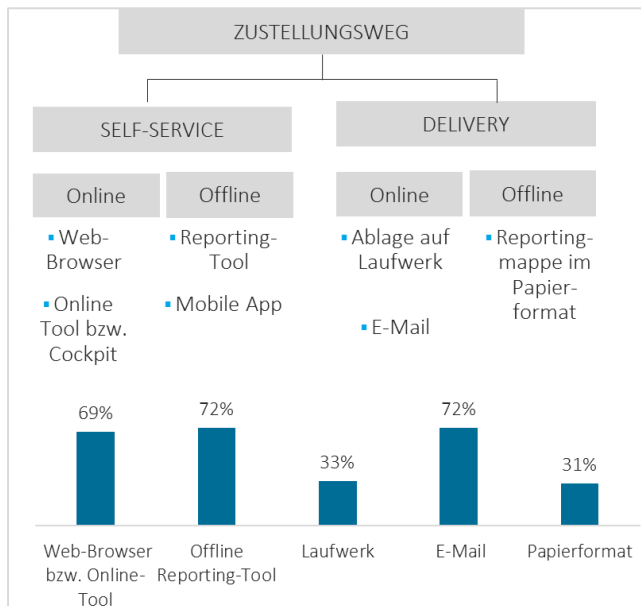 ZUSTELLUNGSWEG
SELF-SERVICE
DELIVERY
Online
Offline
Online
Offline
▪ Web-
Browser
▪ Online
Tool bzw.
Cockpit
▪ Reporting-
Tool
▪ Mobile App
▪ Ablage auf
Laufwerk
▪ E-Mail
▪ Reporting-
mappe im
Papier-
format
69%
72%
33%
72%
31%
Web-Browser
bzw. Online-
Tool
Offline
Reporting-Tool
Laufwerk
E-Mail
Papierformat